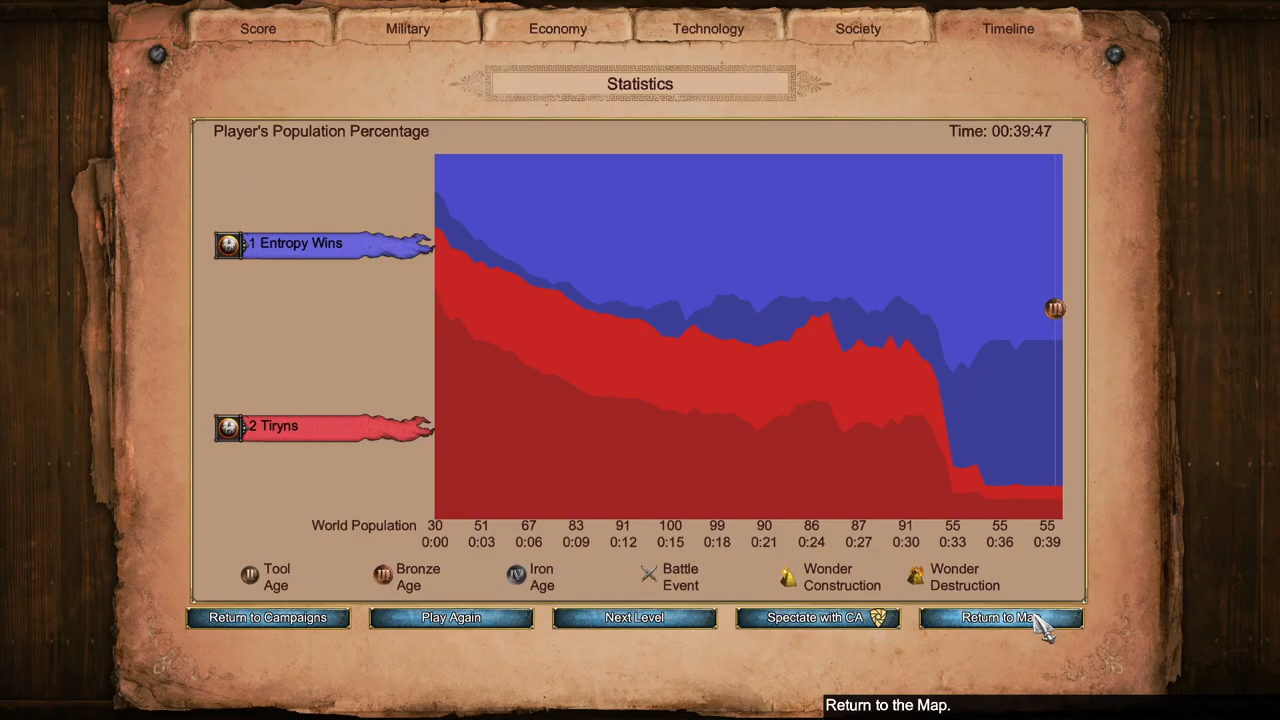 Score Military Economy Technology Society Timeline
Statistics
Player's Population Percentage Time: 00:39:47
1 Entropy Wins
2 Tiryns
World Population 30 51 67 83 91 100 99 90 86 87 91 55 55 55
0:00 0:03 0:06 0:09 0:12 0:15 0:18 0:21 0:24 0:27 0:30 0:33 0:36 0:39
Tool Age
Bronze Age
Iron Age
Battle Event
Wonder Construction
Wonder Destruction
Return to Campaigns Play Again Next Level Spectate with CA Return to Ma
Return to the Map.